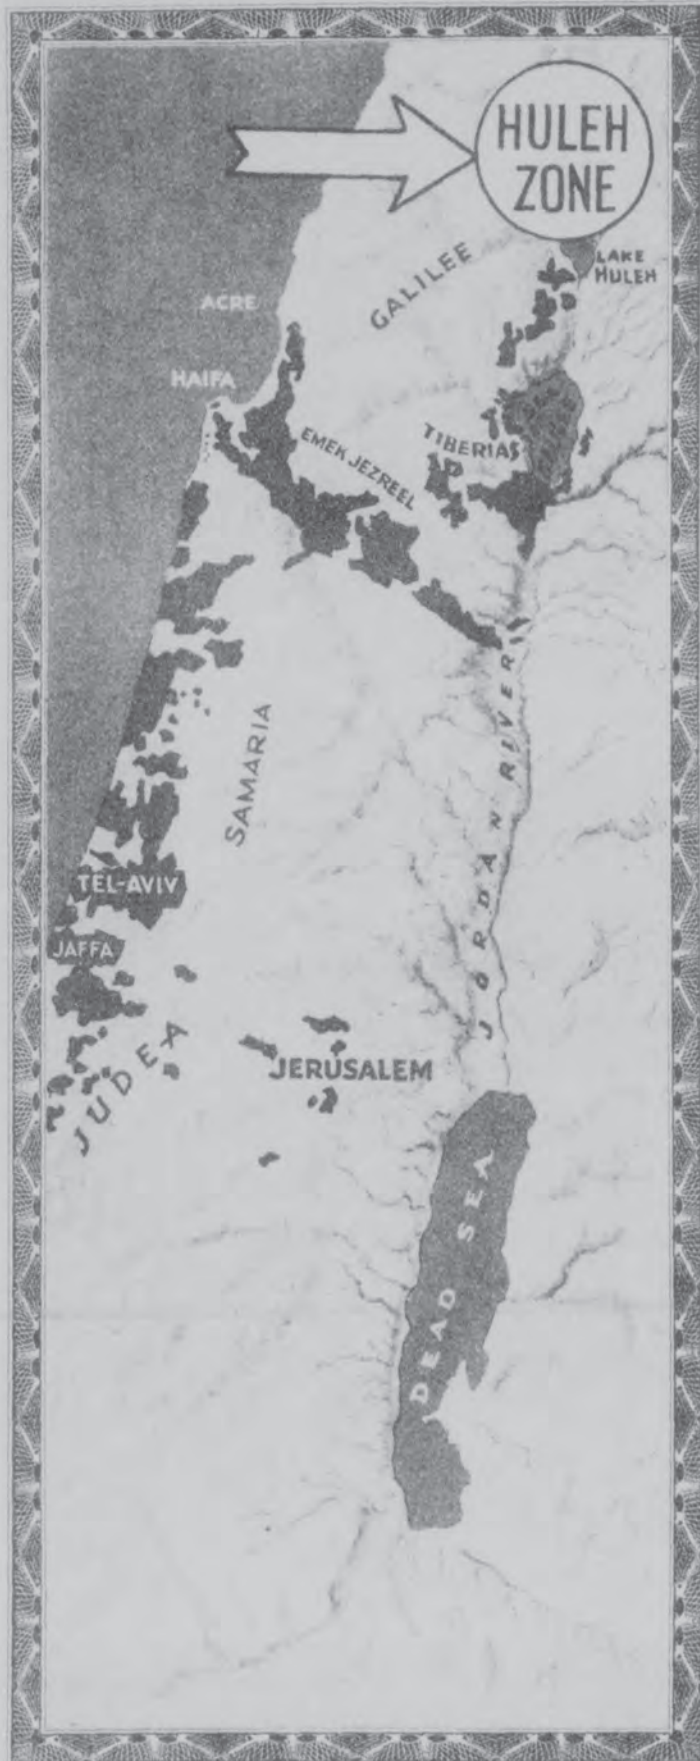 HULEH
ZONE
LAKE
HULEH
GALILEE
ACRE
HAIFA
EMEK JEZREEL
TIBERIAS
JORDAN RIVER
SAMARIA
TEL-AVIV
JAFFA
JUDEA
JERUSALEM
DEAD SEA